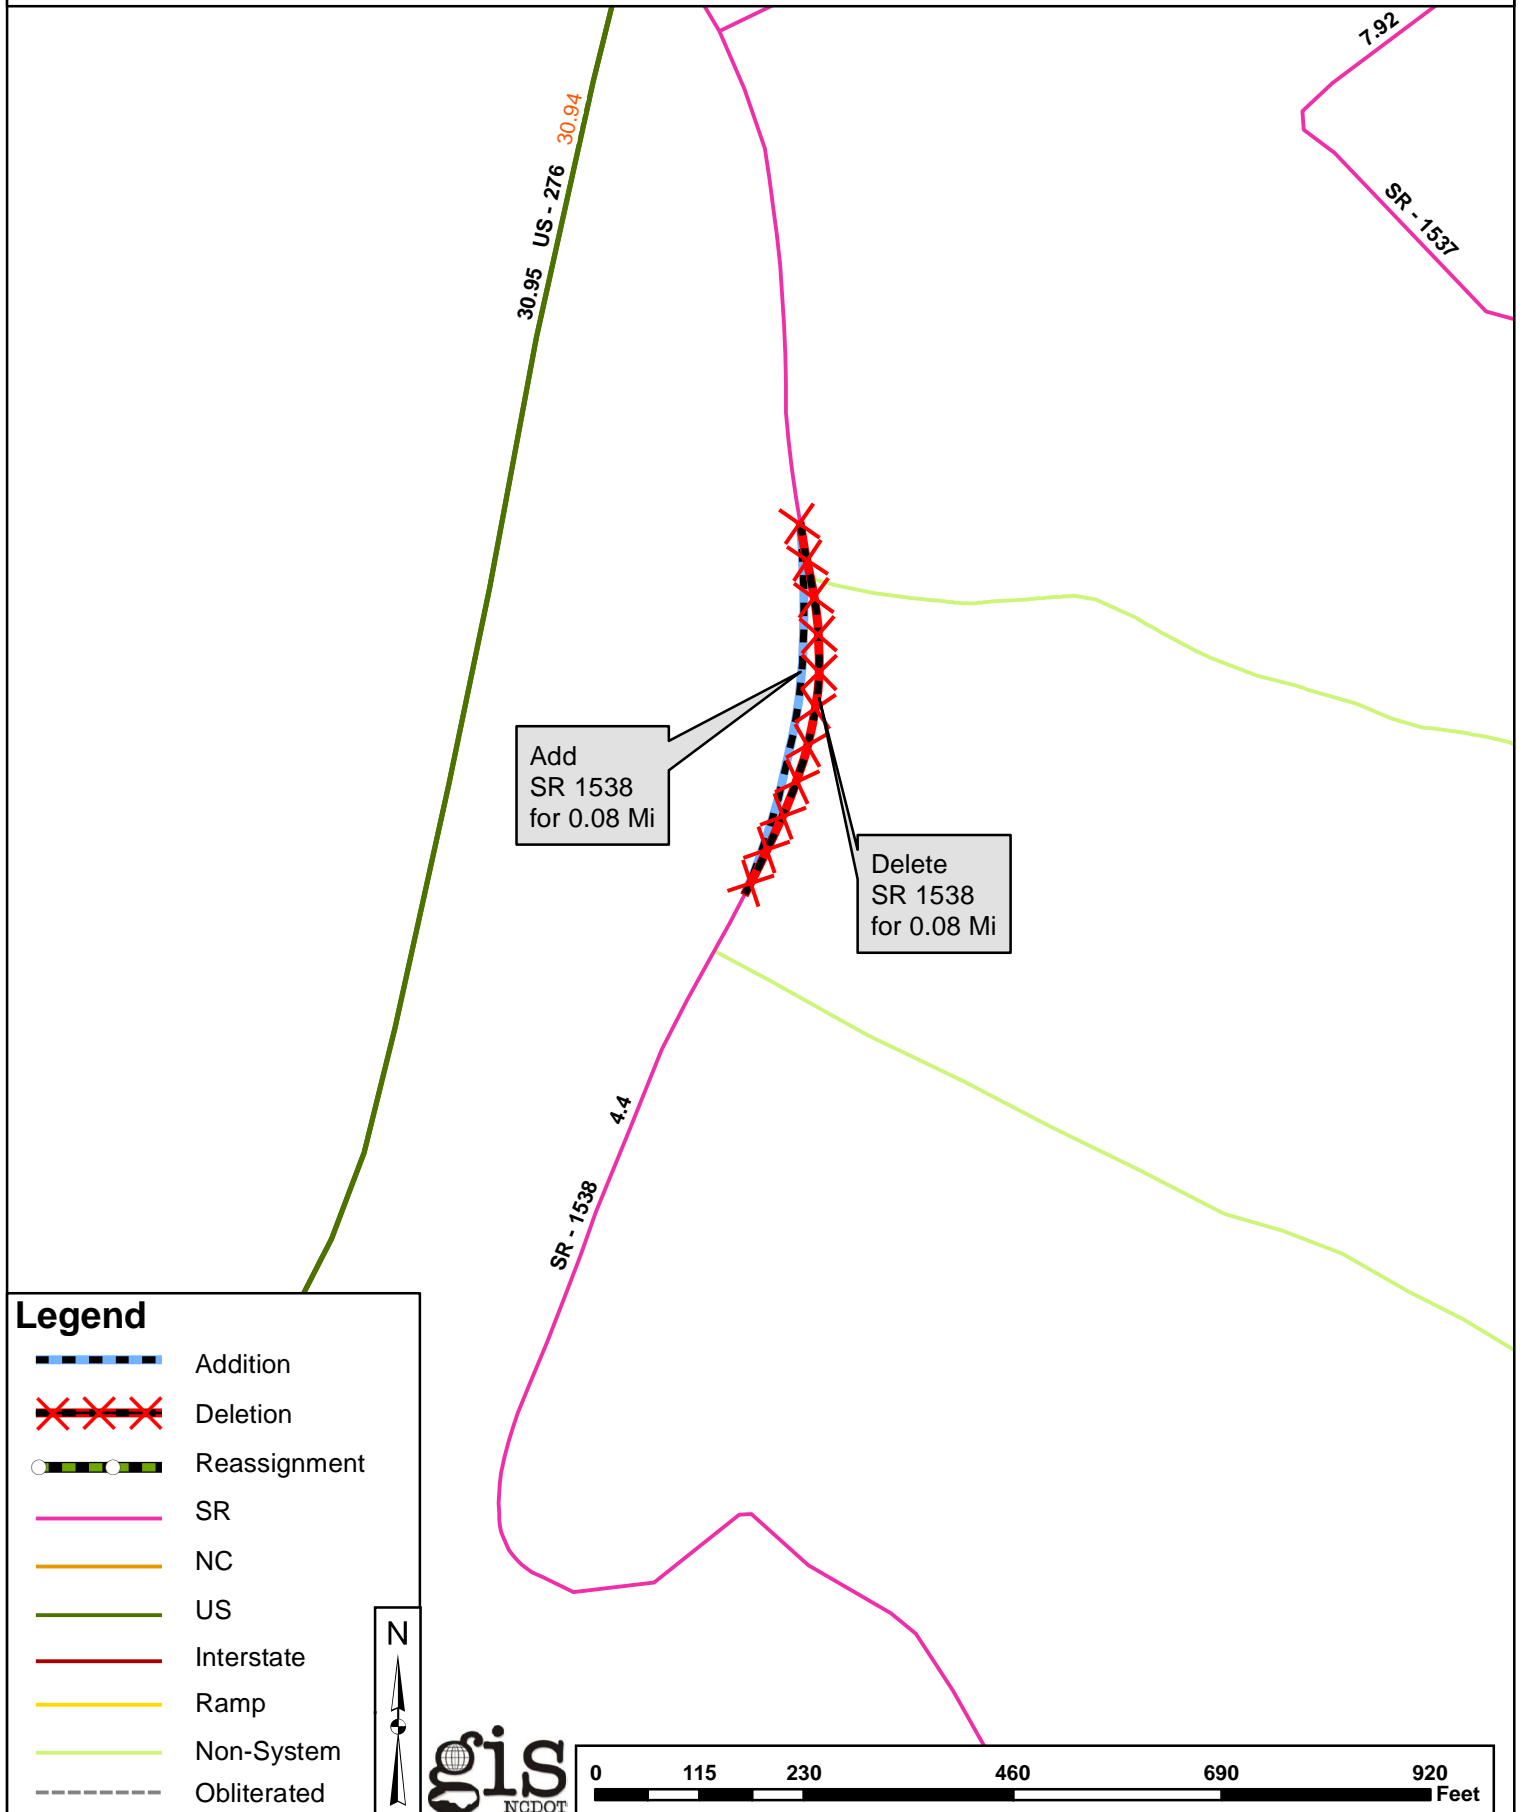 7.92
30.94
US - 276
30.95
SR - 1537
Add
SR 1538
for 0.08 Mi
Delete
SR 1538
for 0.08 Mi
4.4
SR - 1538
Legend
Addition
Deletion
Reassignment
SR
NC
US
Interstate
Ramp
Non-System
Obliterated
N
gis
NCDOT
0 115 230 460 690 920
Feet